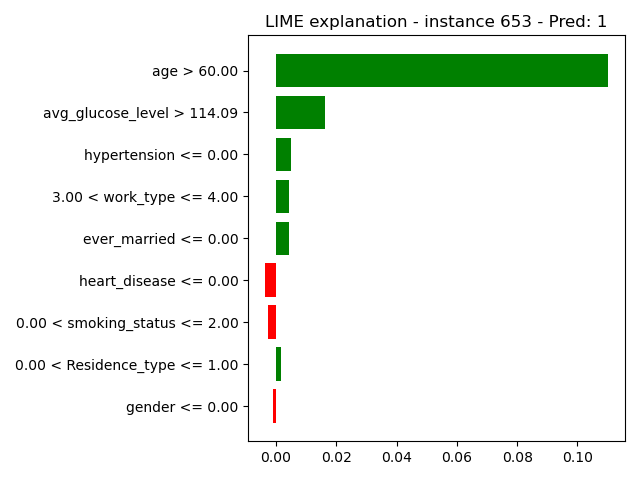 LIME explanation - instance 653 - Pred: 1
age > 60.00
avg_glucose_level > 114.09
hypertension <= 0.00
3.00 < work_type <= 4.00
ever_married <= 0.00
heart_disease <= 0.00
0.00 < smoking_status <= 2.00
0.00 < Residence_type <= 1.00
gender <= 0.00
0.00 0.02 0.04 0.06 0.08 0.10